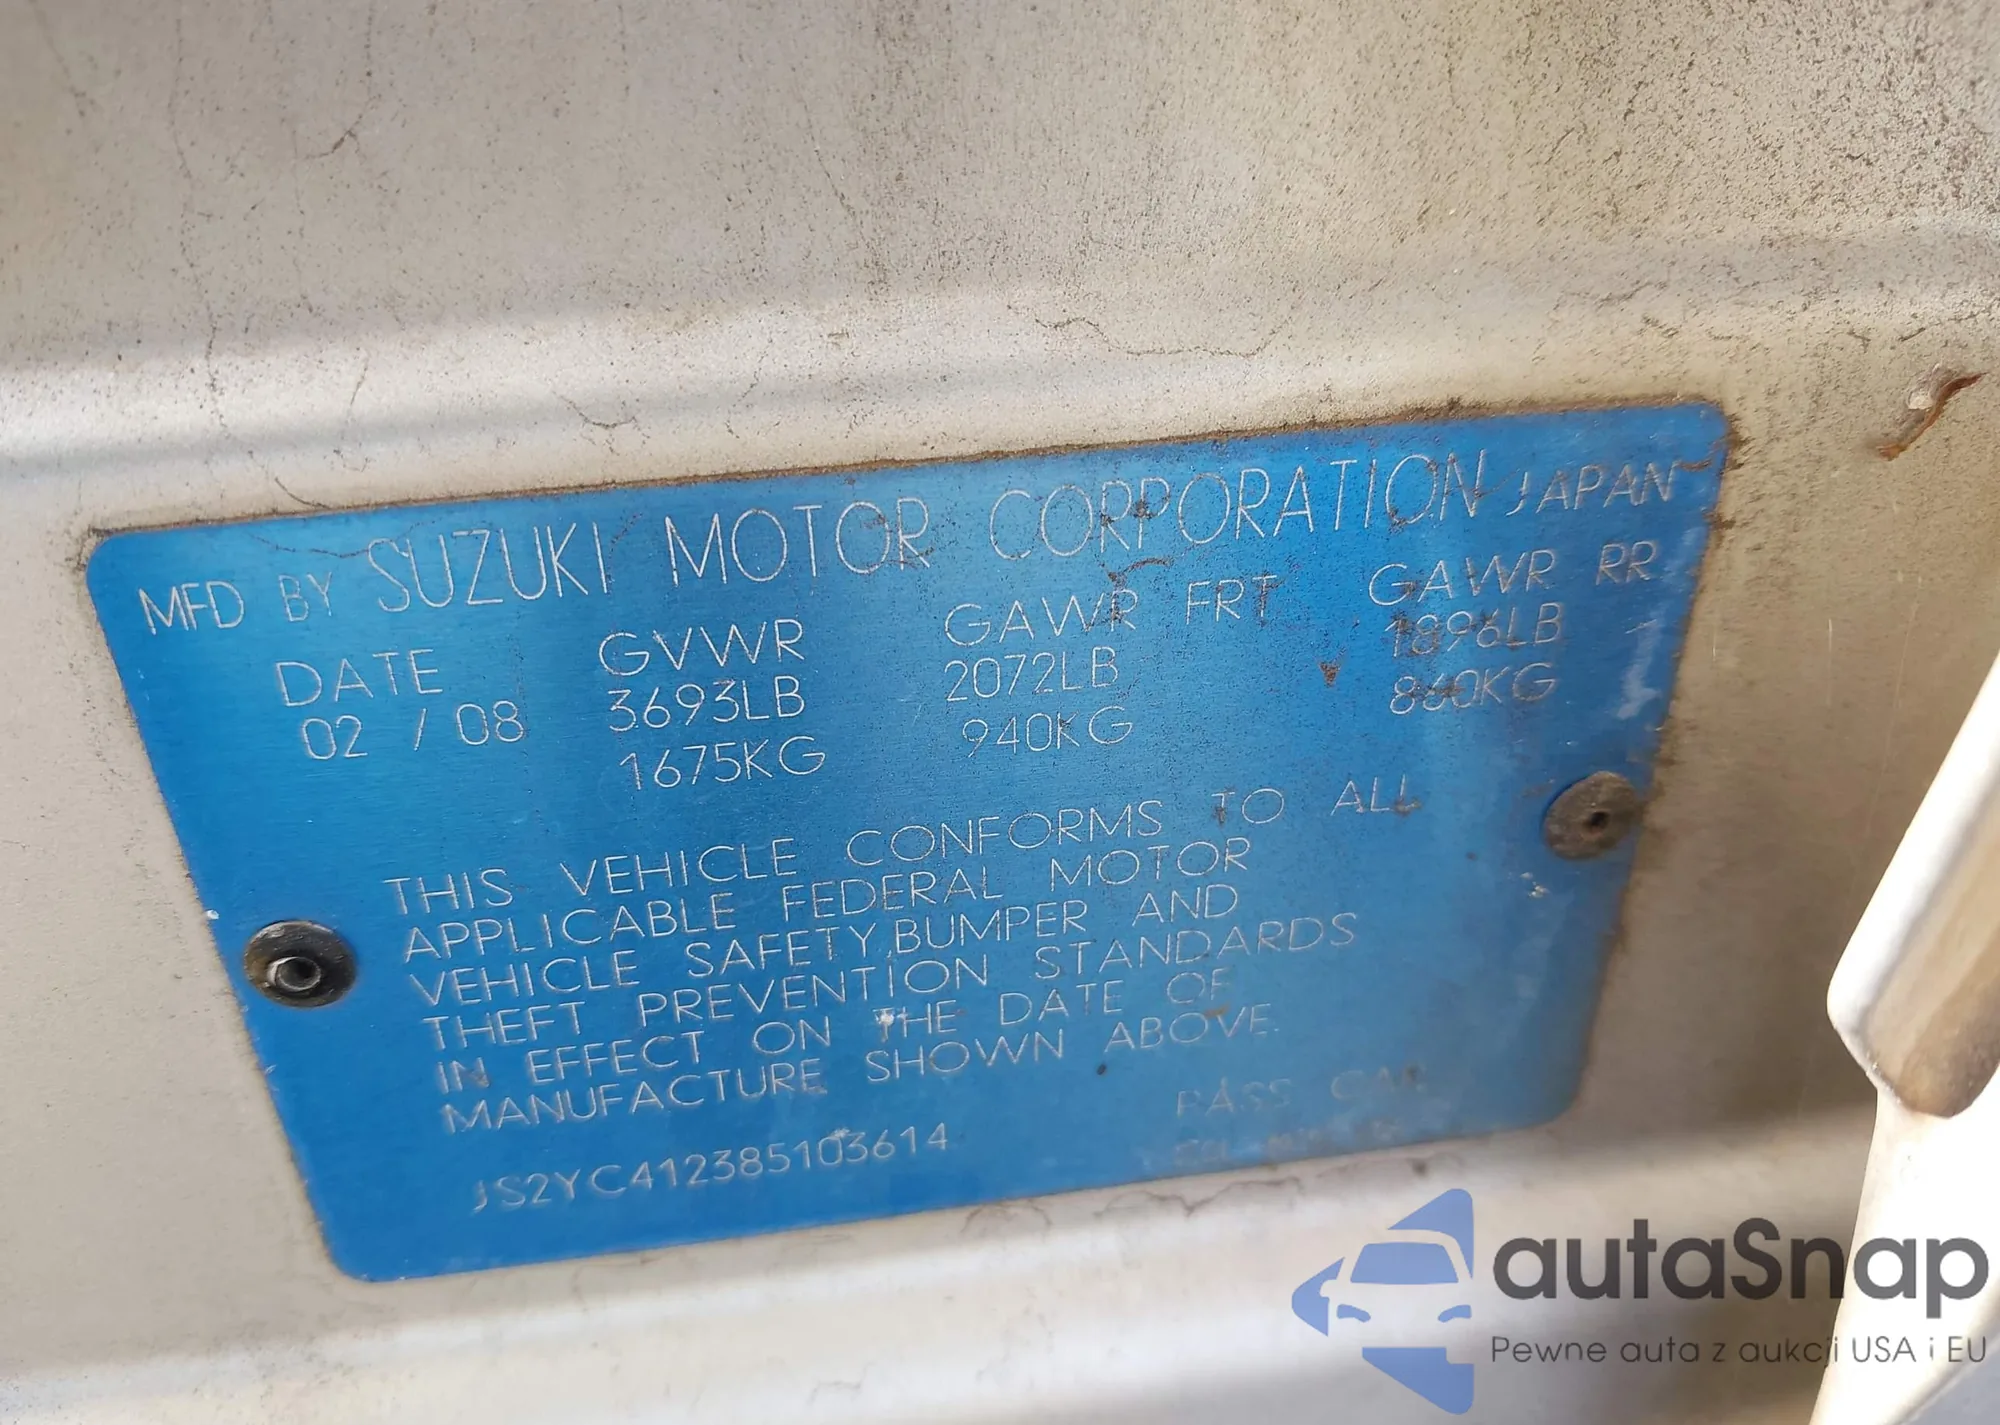 MFD BY SUZUKI MOTOR CORPORATION JAPAN
DATE GVWR GAWR FRT GAWR RR
02 / 08 3693LB 2072LB 1896LB
1675KG 940KG 860KG
THIS VEHICLE CONFORMS TO ALL
APPLICABLE FEDERAL MOTOR
VEHICLE SAFETY, BUMPER AND
THEFT PREVENTION STANDARDS
IN EFFECT ON THE DATE OF
MANUFACTURE SHOWN ABOVE.
JS2YC412385103614
PASS CAR
autaSnap
Pewne auta z aukcji USA i EU